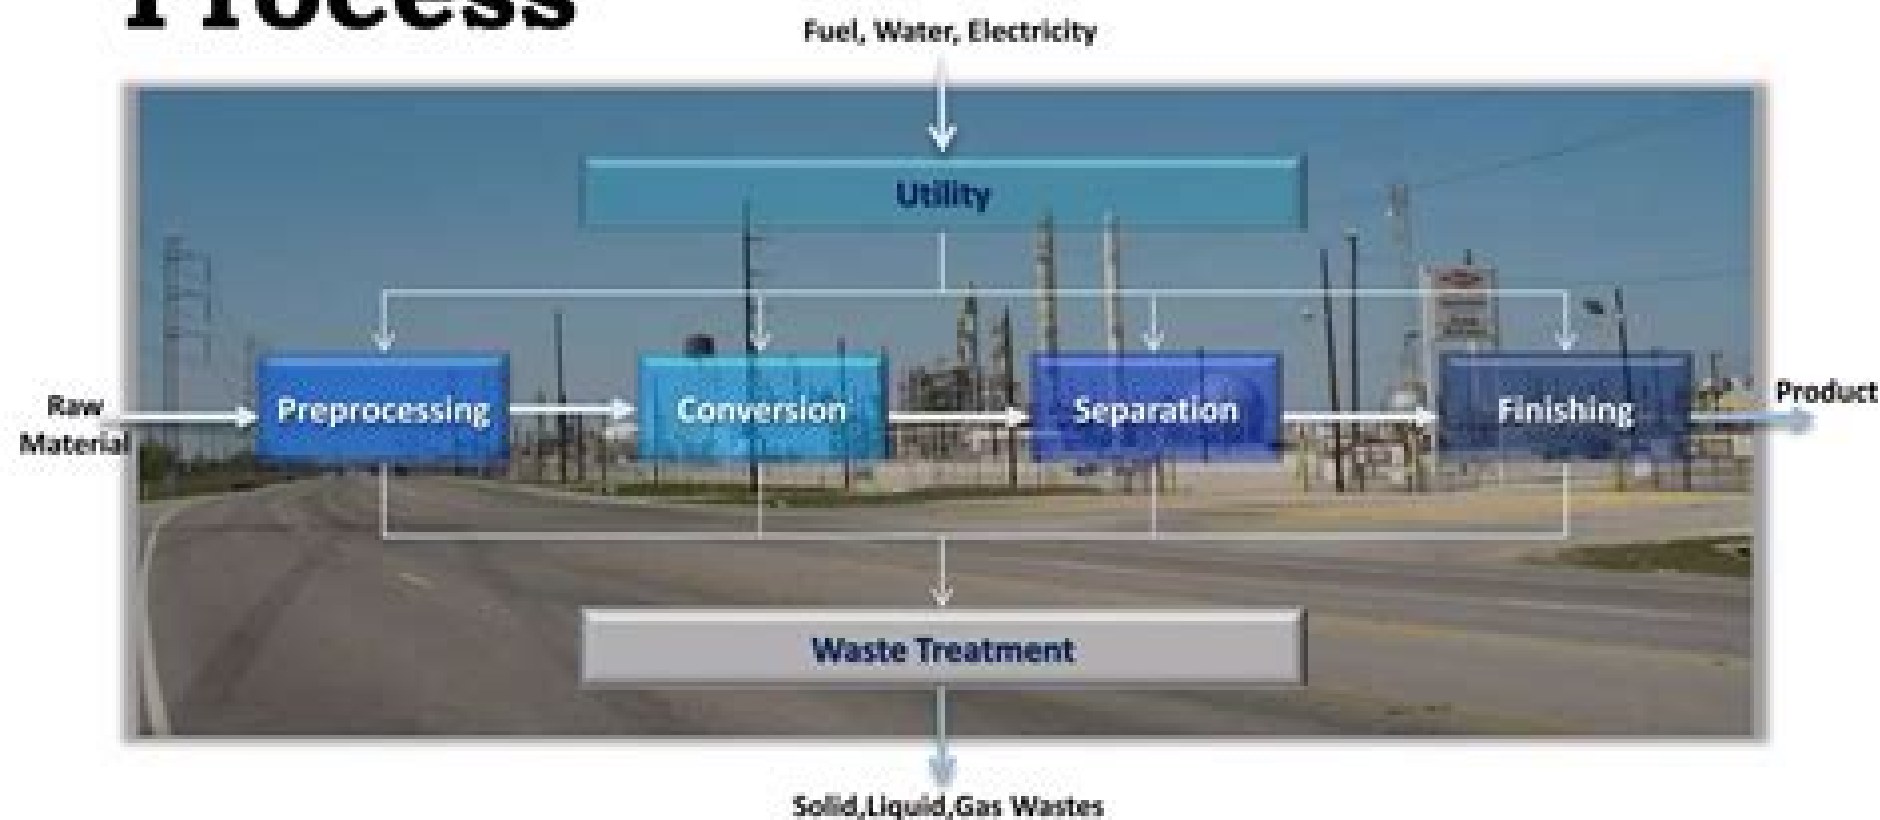 Process
Fuel, Water, Electricity
Utility
Raw
Material
Preprocessing
Conversion
Separation
Finishing
Product
Waste Treatment
Solid,Liquid,Gas Wastes